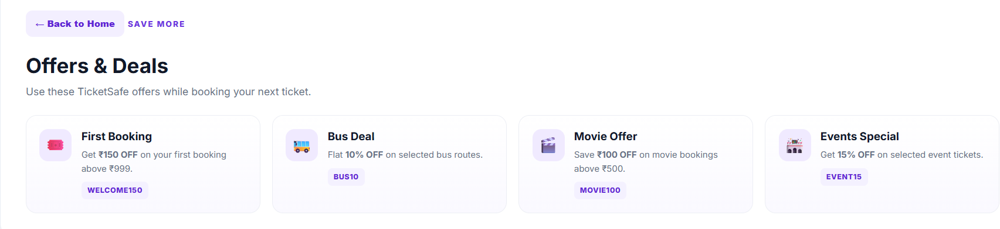 ← Back to Home
SAVE MORE
Offers & Deals
Use these TicketSafe offers while booking your next ticket.
First Booking
Get ₹150 OFF on your first booking
above ₹999.
WELCOME150
Bus Deal
Flat 10% OFF on selected bus routes.
BUS10
Movie Offer
Save ₹100 OFF on movie bookings
above ₹500.
MOVIE100
Events Special
Get 15% OFF on selected event tickets.
EVENT15